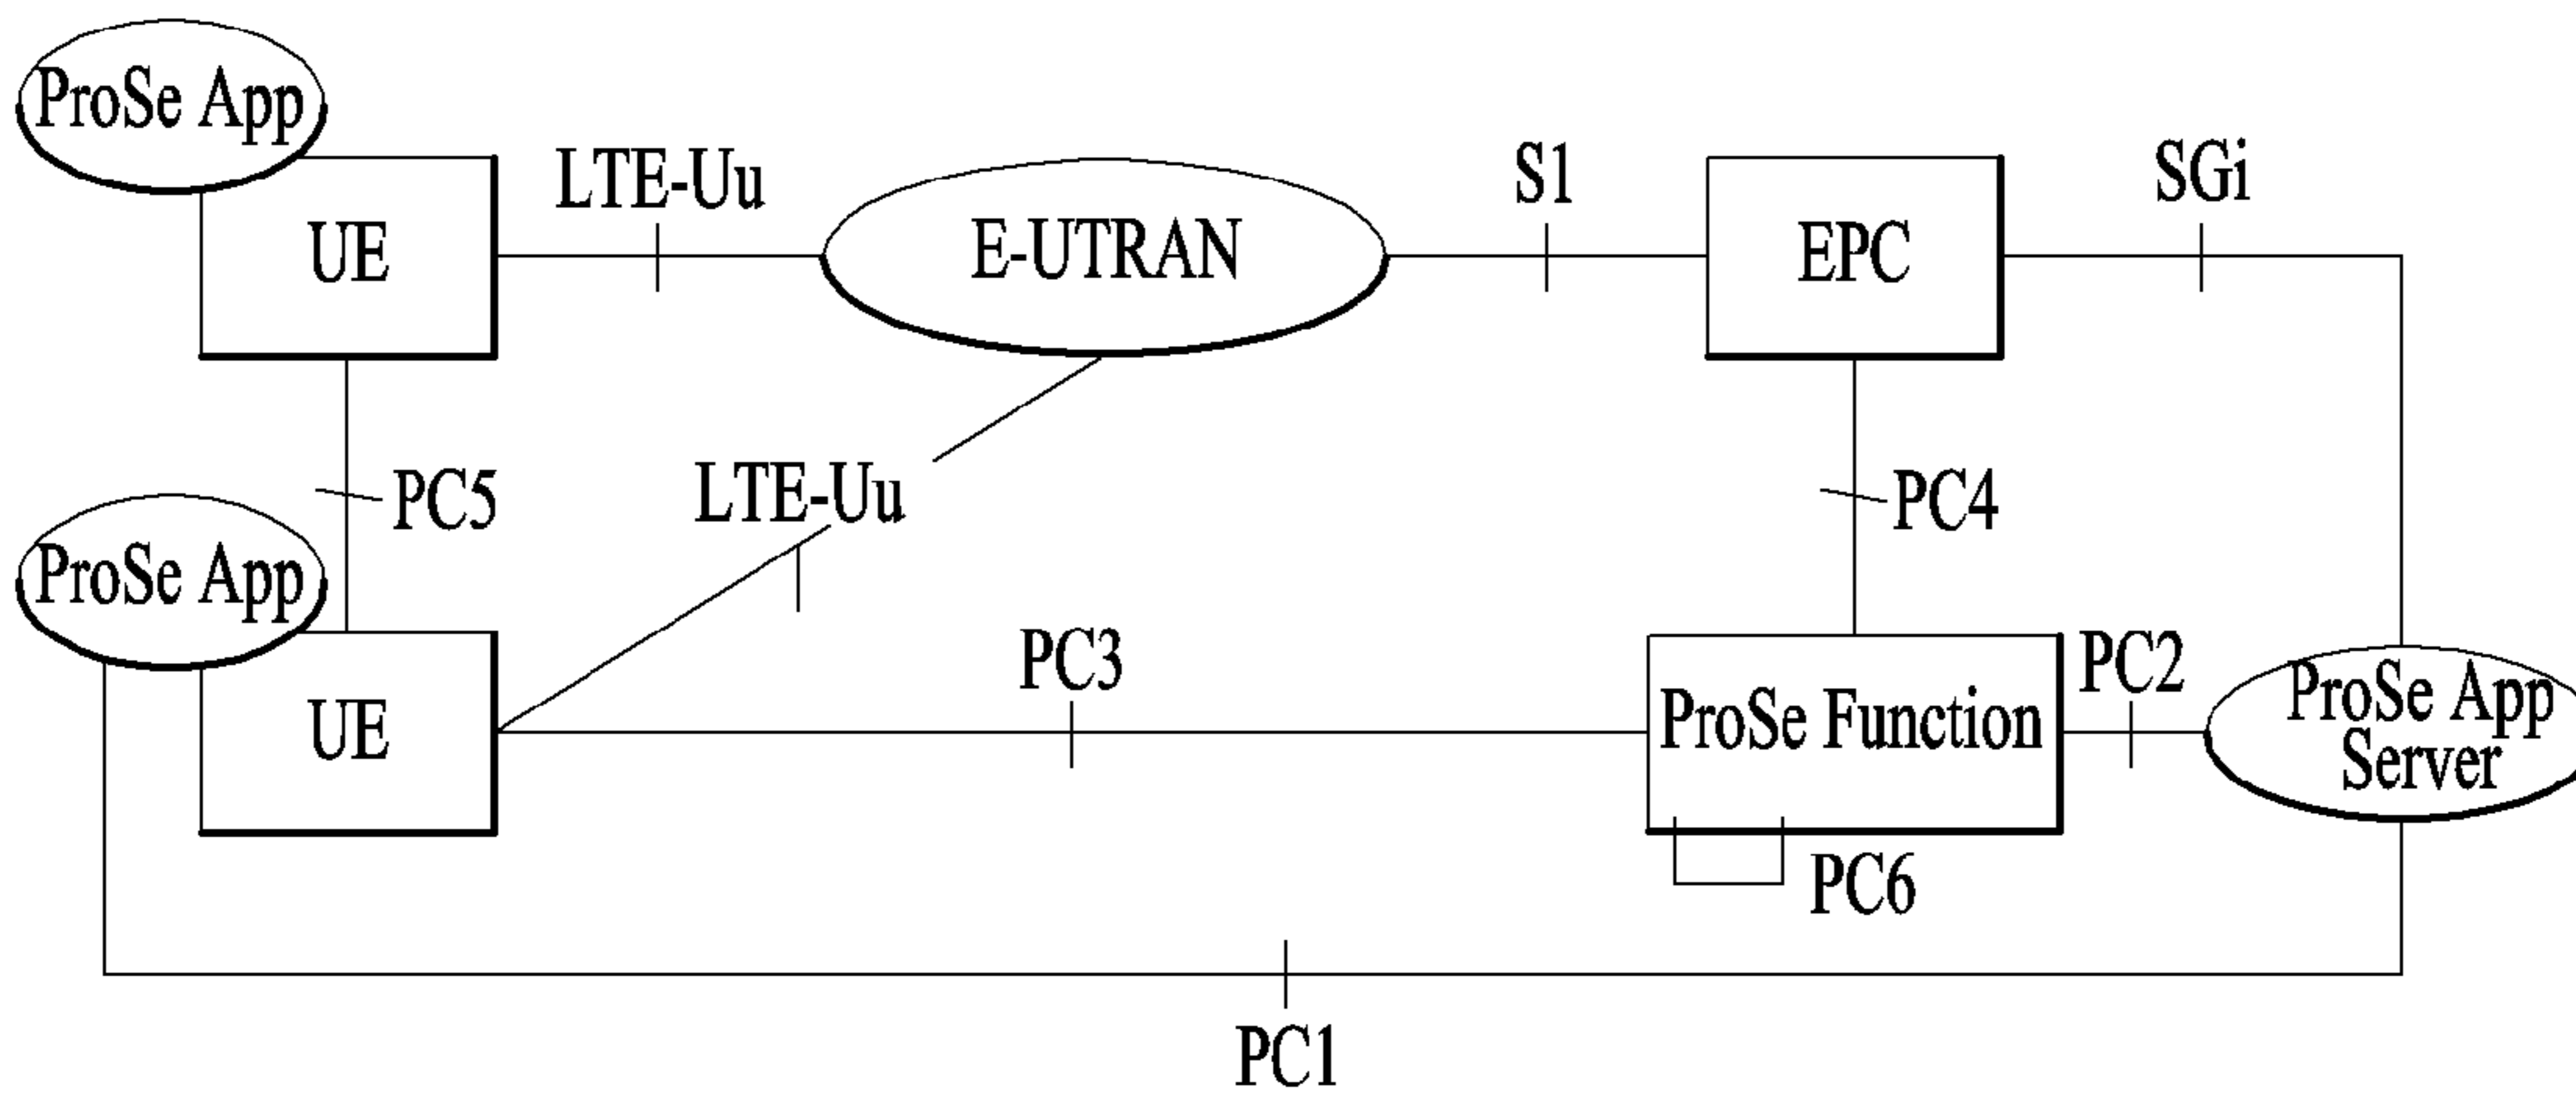 ProSe App
LTE-Uu
S1
SGi
UE
E-UTRAN
EPC
PC5
LTE-Uu
PC4
ProSe App
PC3
PC2
UE
ProSe Function
ProSe App
Server
PC6
PC1